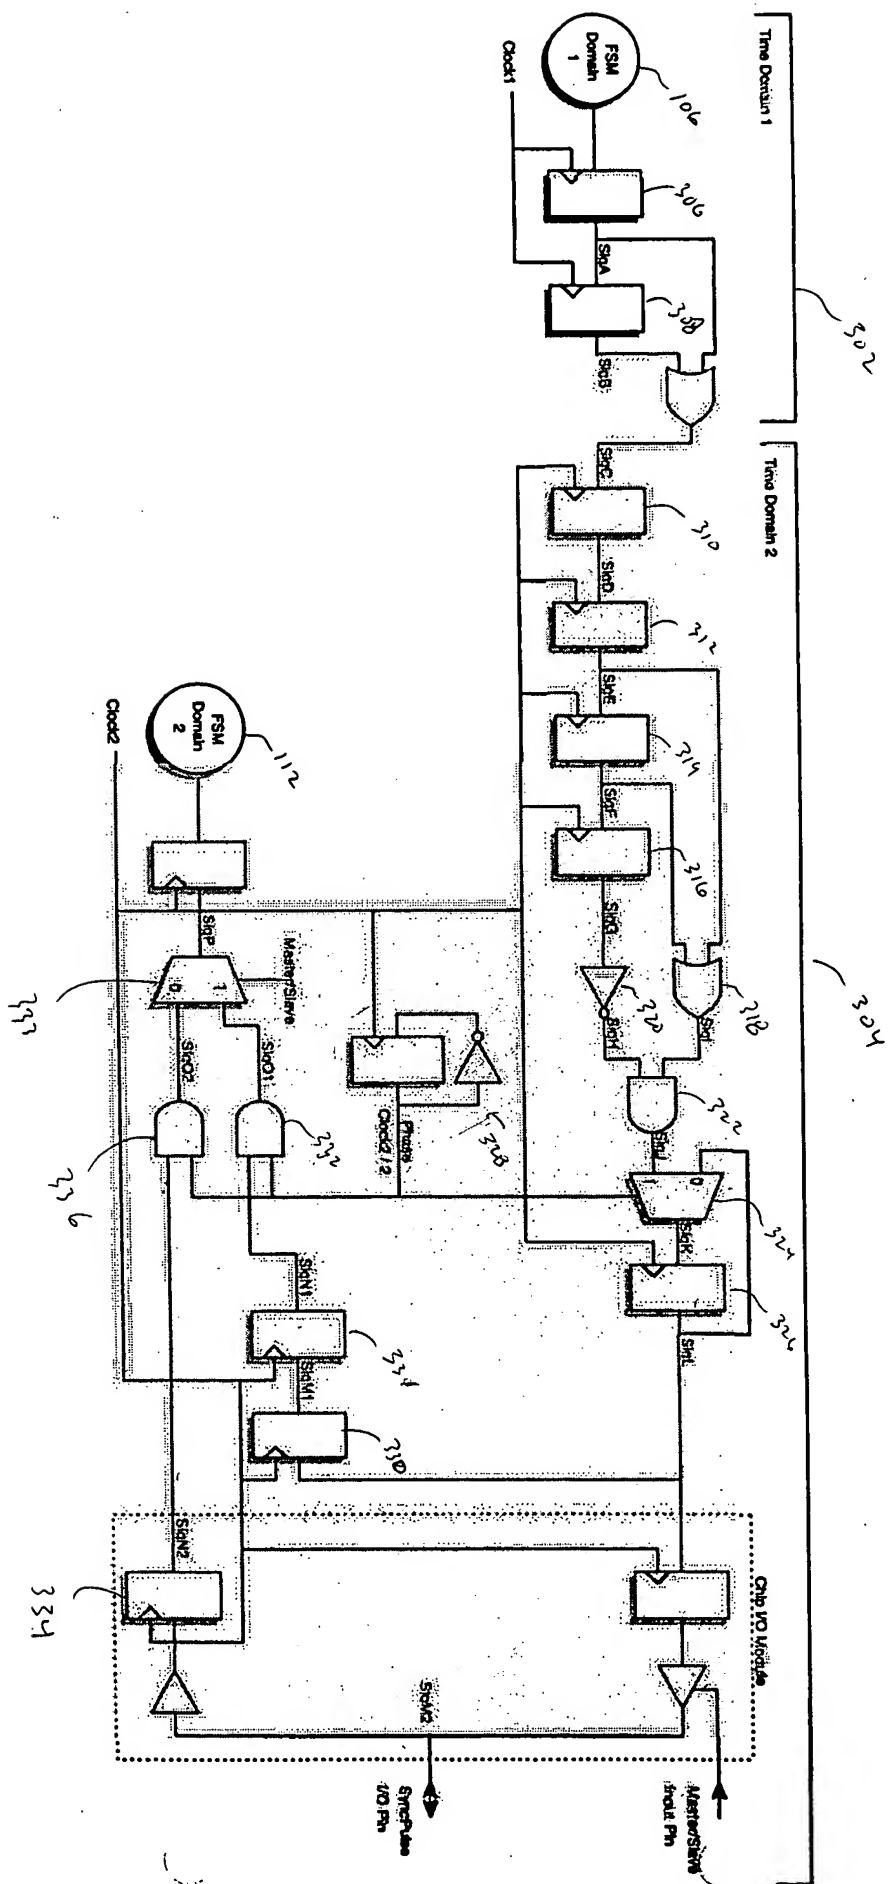 Time Domain 1
302
FSM
Domain
1
106
Clock1
306
SigA
308
SigB
Time Domain 2
304
SigC
310
SigD
312
SigE
314
SigF
316
SigG
320
SigH
318
SigI
322
SigJ
0
1
324
SigK
326
SigL
FSM
Domain
2
112
Clock2
SigP
Master/Slave
1
0
333
SigO1
SigO2
332
336
Phase
Clock2 / 2
328
SigN1
331
SigM1
330
SigN2
334
Chip I/O Module
SigM2
Master/Slave
Input Pin
SyncPulse
I/O Pin